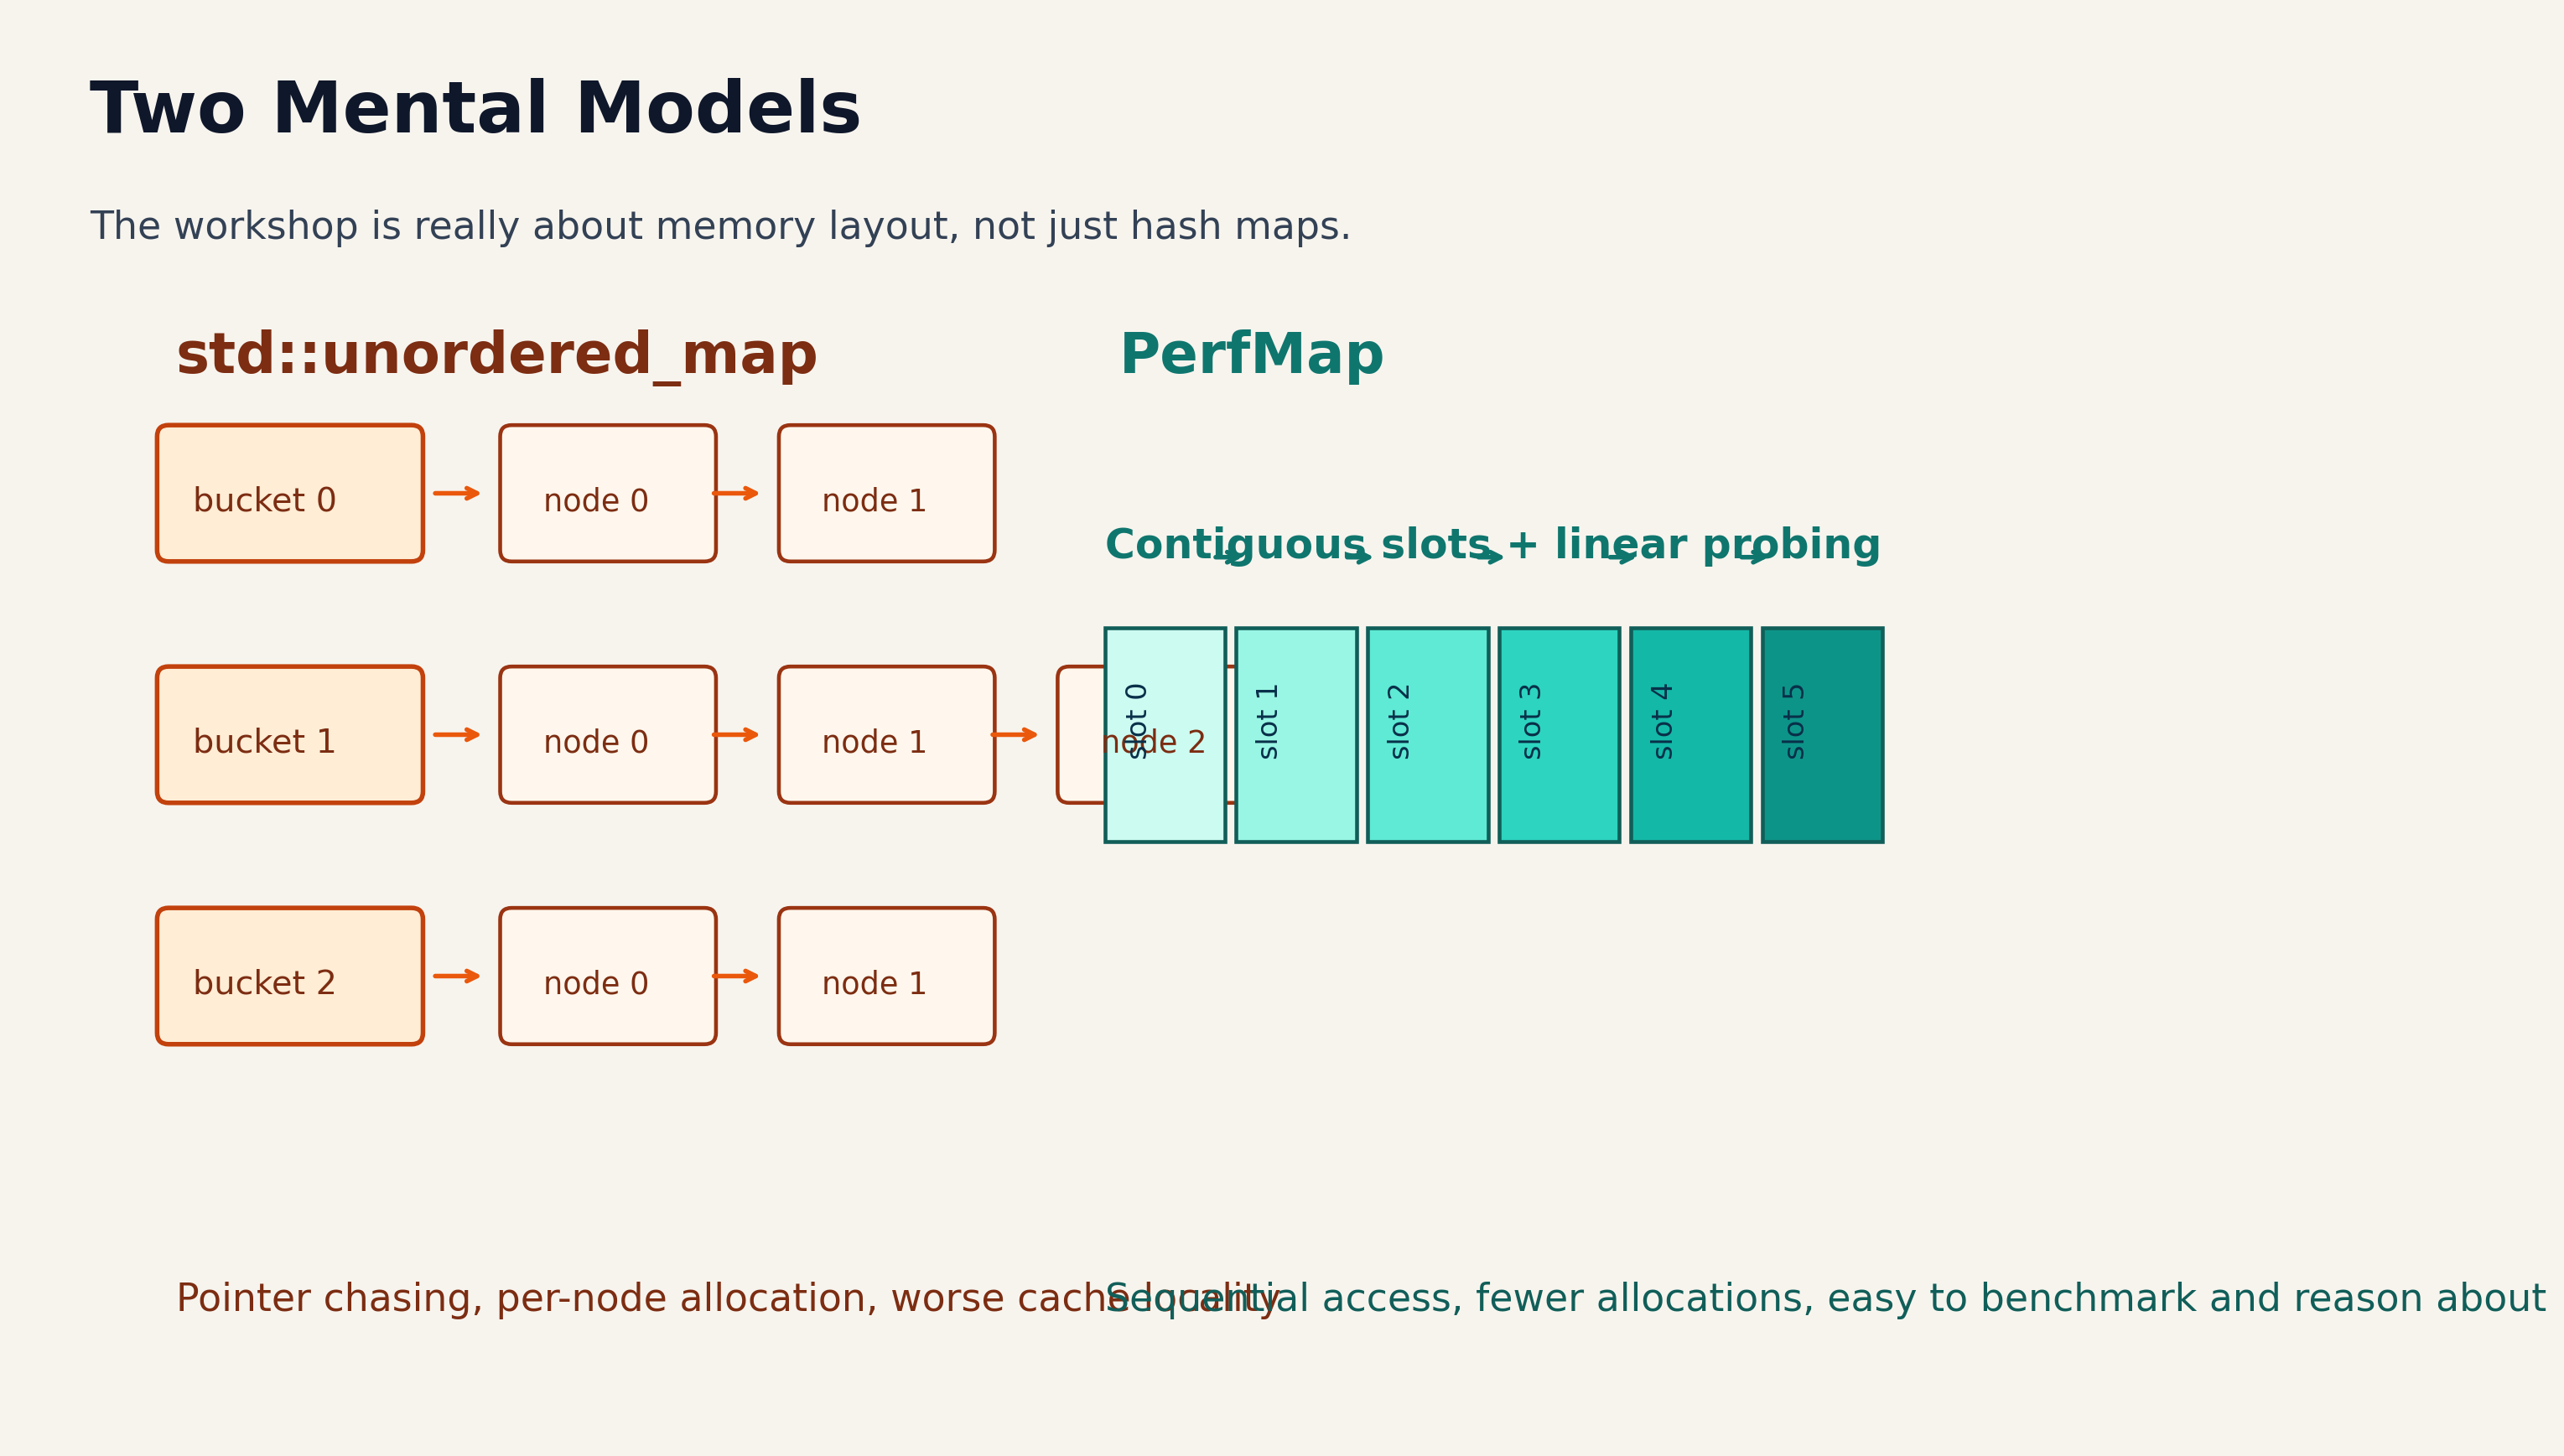 Two Mental Models
The workshop is really about memory layout, not just hash maps.
std::unordered_map
bucket 0
node 0
node 1
bucket 1
node 0
node 1
node 2
bucket 2
node 0
node 1
Pointer chasing, per-node allocation, worse cache locality
PerfMap
Contiguous slots + linear probing
slot 0
slot 1
slot 2
slot 3
slot 4
slot 5
Sequential access, fewer allocations, easy to benchmark and reason about